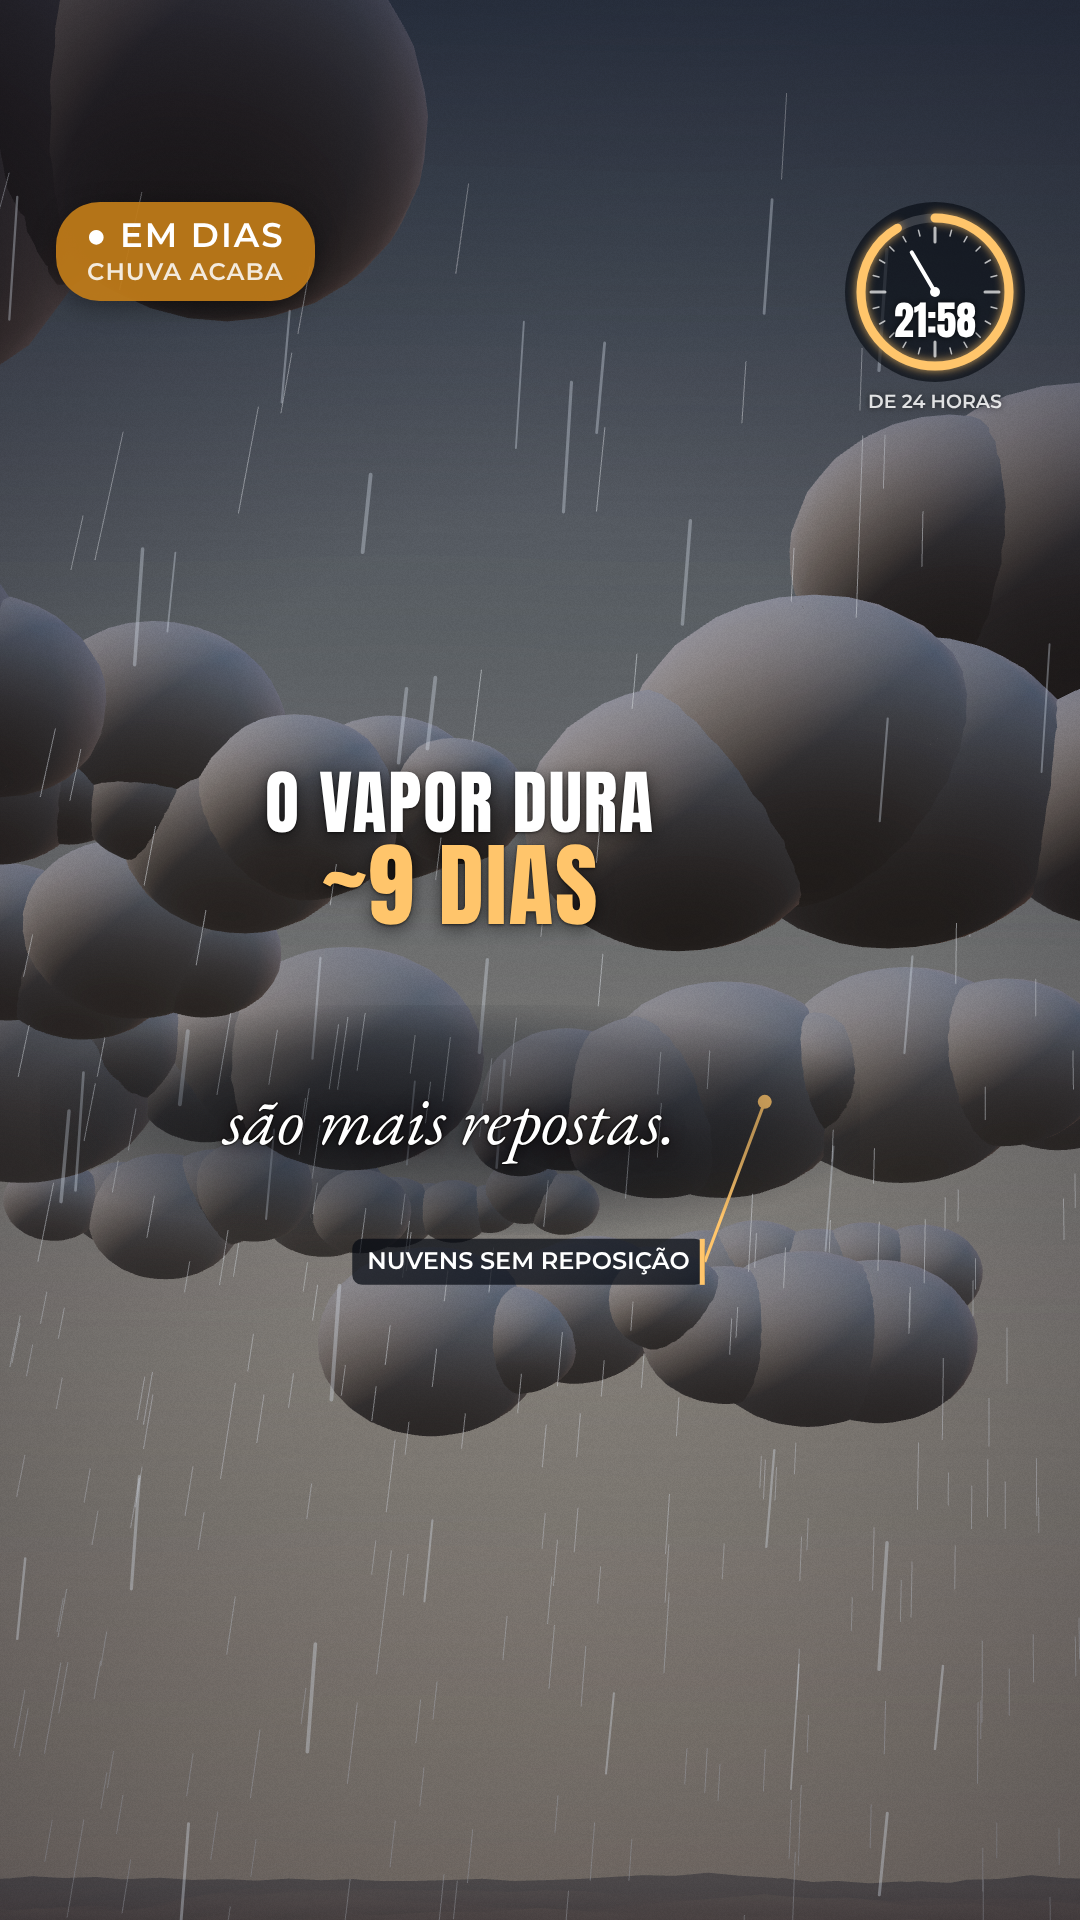 • EM DIAS
CHUVA ACABA
21:58
DE 24 HORAS
O VAPOR DURA
~9 DIAS
são mais repostas.
NUVENS SEM REPOSIÇÃO